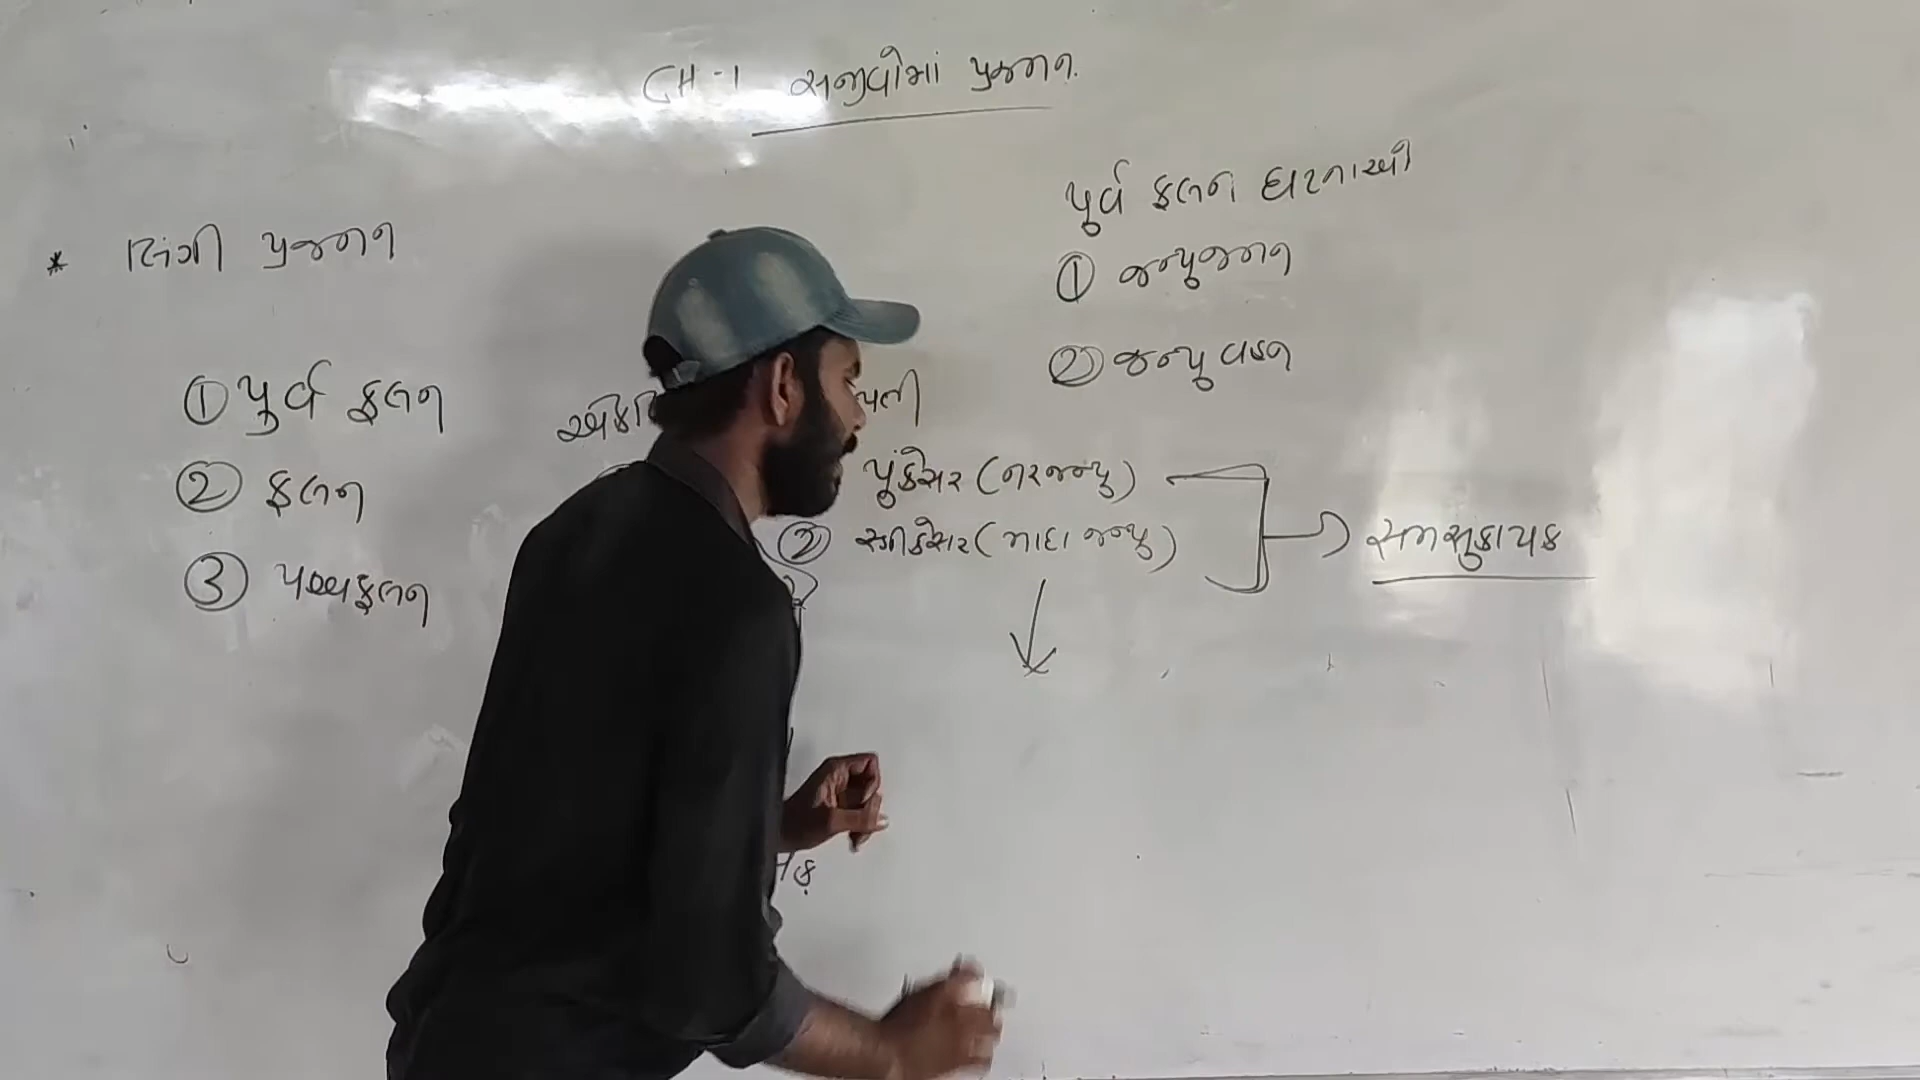 CH-1 સજીવોમાં પ્રજનન.
* લિંગી પ્રજનન
① પુર્વ ફલન
② ફલન
③ પશ્ચફલન
પુંકેસર (નરજન્યુ)
② સ્ત્રીકેસર (માદા જન્યુ)
સમસુકાયક
પુર્વ ફલન ઘટનાઓ
① જન્યુજનન
② જન્યુ વહન